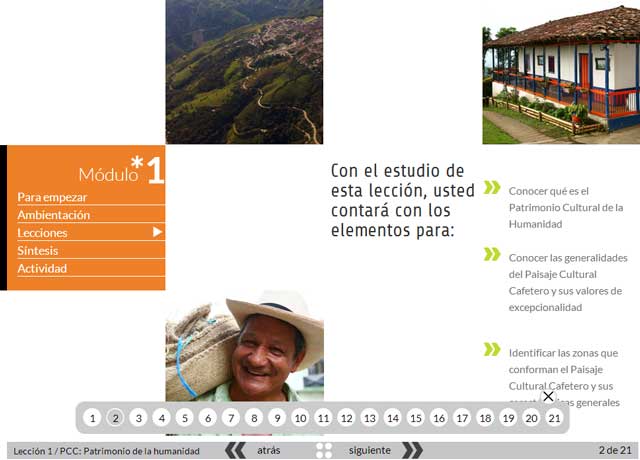 Módulo *1
Para empezar
Ambientación
Lecciones
Síntesis
Actividad
Con el estudio de
esta lección, usted
contará con los
elementos para:
Conocer qué es el
Patrimonio Cultural de la
Humanidad
Conocer las generalidades
del Paisaje Cultural
Cafetero y sus valores de
excepcionalidad
Identificar las zonas que
conforman el Paisaje
Cultural Cafetero y sus
generales
1 2 3 4 5 6 7 8 9 10 11 12 13 14 15 16 17 18 19 20 21
Lección 1 / PCC: Patrimonio de la humanidad
atrás
siguiente
2 de 21